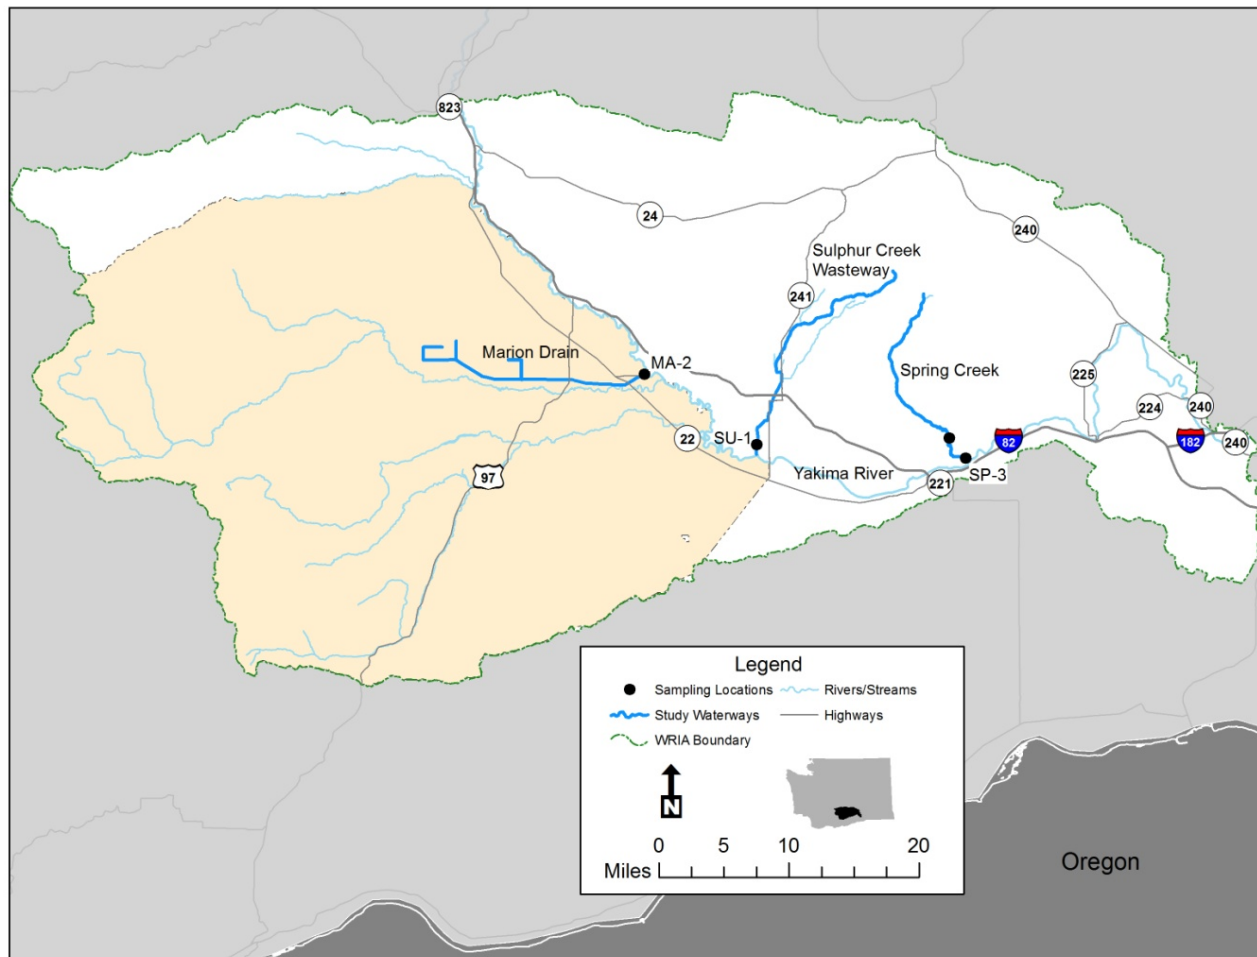 823
24
240
Sulphur Creek
Wasteway
241
Marion Drain
MA-2
Spring Creek
225
224
240
22
SU-1
82
182
240
97
Yakima River
221
SP-3
Legend
Sampling Locations
Rivers/Streams
Study Waterways
Highways
WRIA Boundary
N
0 5 10 20
Miles
Oregon